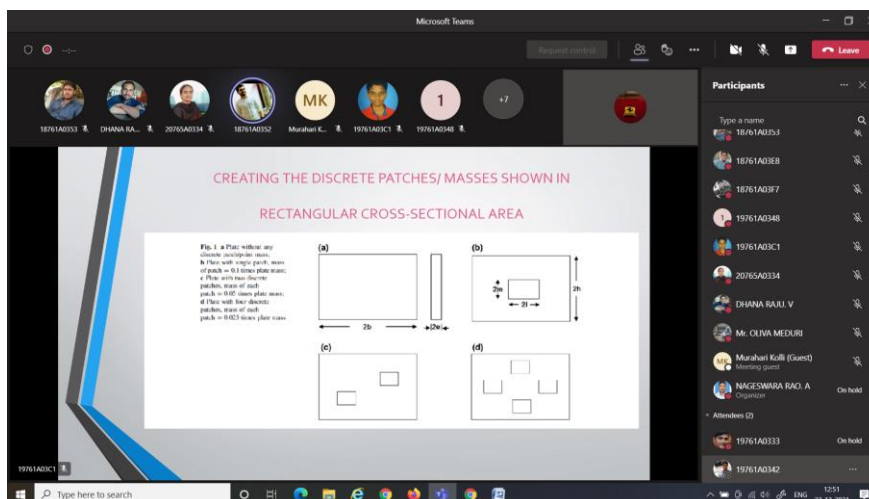 Microsoft Teams
--:--
Request control
Leave
18761A0353
DHANA RA...
20765A0334
18761A0352
MK
Murahari K...
19761A03C1
1
19761A0348
+7
CREATING THE DISCRETE PATCHES/ MASSES SHOWN IN
RECTANGULAR CROSS-SECTIONAL AREA
Fig. 1 a Plate without any
discrete patch/point mass;
b Plate with single patch, mass
of patch = 0.1 times plate mass;
c Plate with two discrete
patches, mass of each
patch = 0.05 times plate mass;
d Plate with four discrete
patches, mass of each
patch = 0.025 times plate mass
(a)
2b
(b)
2m
2l
2h
(c)
(d)
19761A03C1
Participants
Type a name
18761A0353
18761A03E8
18761A03F7
1
19761A0348
19761A03C1
20765A0334
DHANA RAJU. V
Mr. OLIVA MEDURI
MK
Murahari Kolli (Guest)
Meeting guest
NAGESWARA RAO. A
Organizer
On hold
Attendees (2)
19761A0333
On hold
19761A0342
Type here to search
ENG
12:51